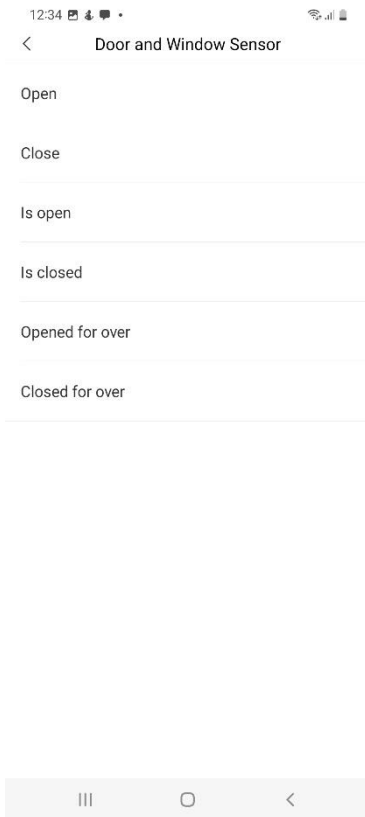 12:34
Door and Window Sensor
Open
Close
Is open
Is closed
Opened for over
Closed for over